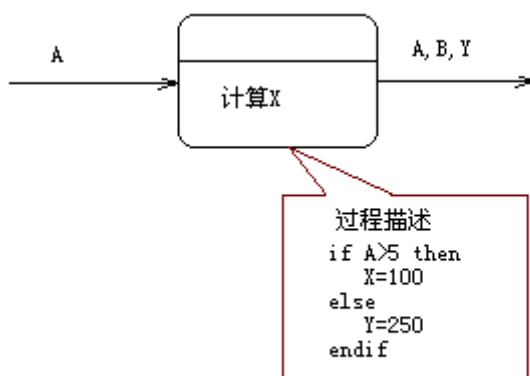 A
A, B, Y
计算X
过程描述
if A>5 then
X=100
else
Y=250
endif